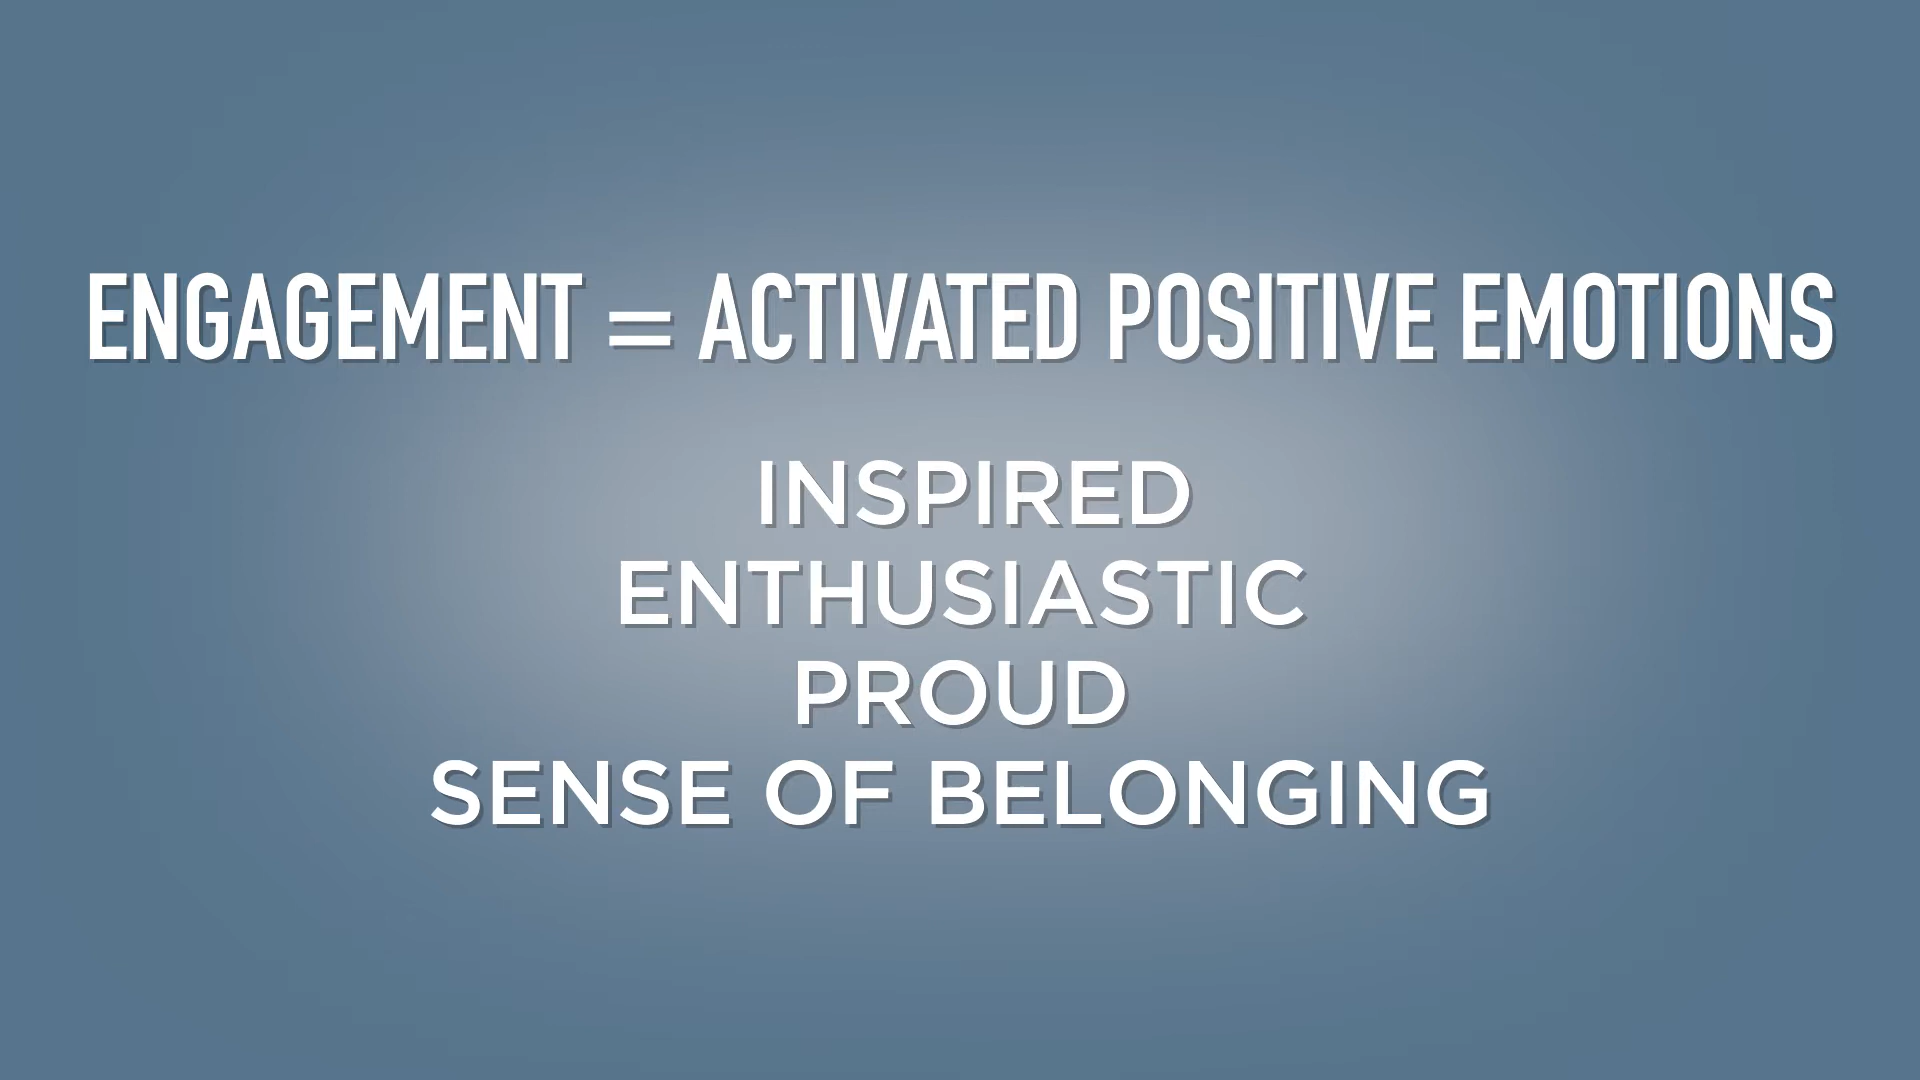 ENGAGEMENT = ACTIVATED POSITIVE EMOTIONS
INSPIRED
ENTHUSIASTIC
PROUD
SENSE OF BELONGING